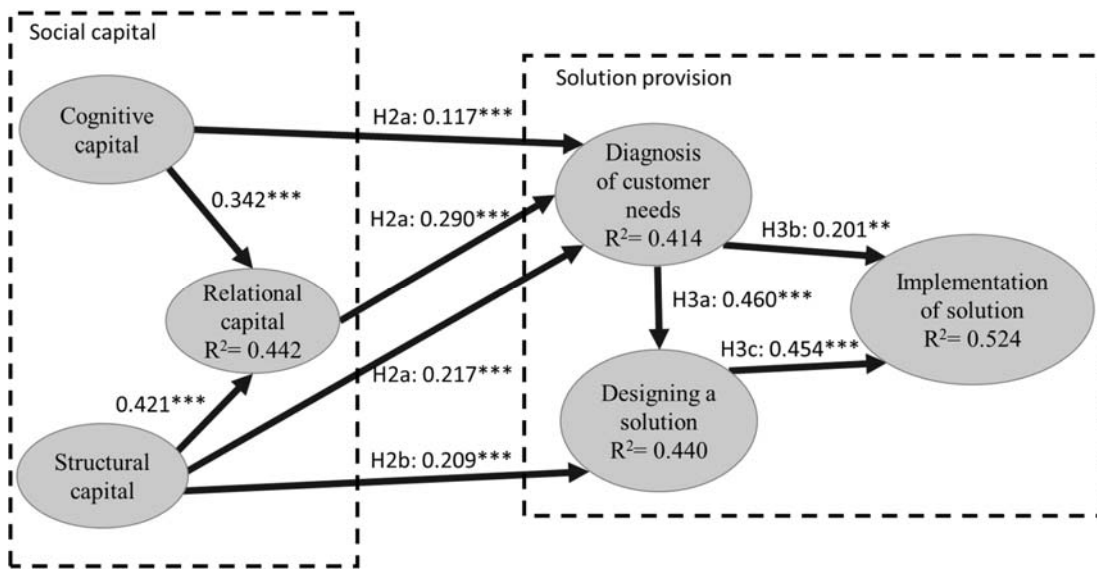 Social capital
Cognitive
capital
0.342***
Relational
capital
R²= 0.442
0.421***
Structural
capital
H2a: 0.117***
H2a: 0.290***
H2a: 0.217***
H2b: 0.209***
Solution provision
Diagnosis
of customer
needs
R²= 0.414
H3b: 0.201**
H3a: 0.460***
H3c: 0.454***
Designing a
solution
R²= 0.440
Implementation
of solution
R²= 0.524